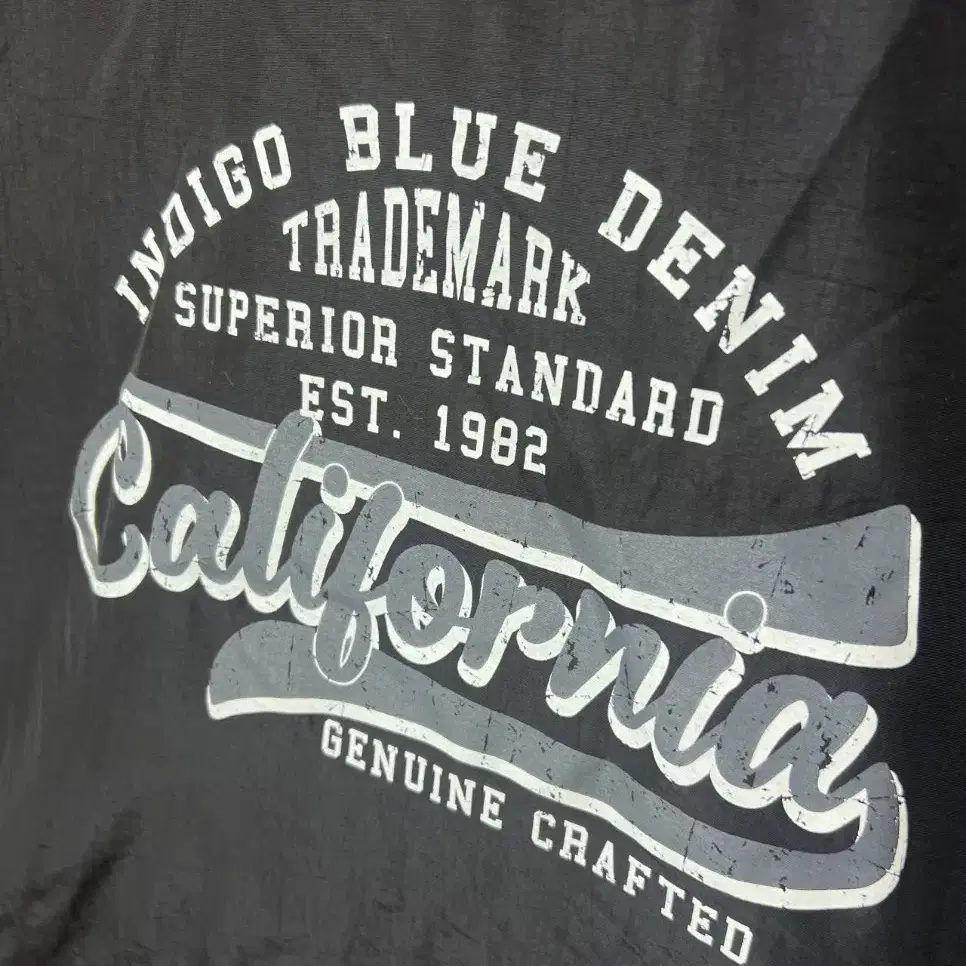 INDIGO BLUE DENIM
TRADEMARK
SUPERIOR STANDARD
EST. 1982
California
GENUINE CRAFTED